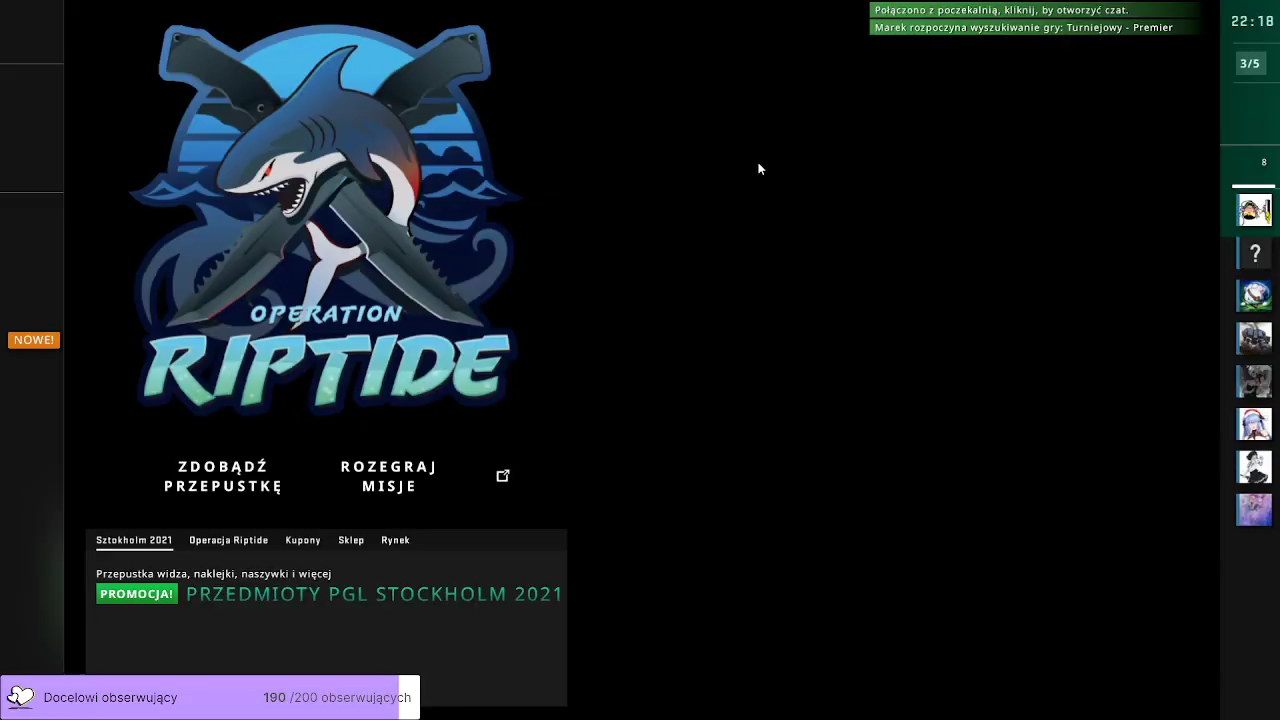 Połączono z poczekalnią, kliknij, by otworzyć czat.
Marek rozpoczyna wyszukiwanie gry: Turniejowy - Premier
22:18
3/5
8
?
OPERATION
RIPTIDE
NOWE!
ZDOBĄDŹ
PRZEPUSTKĘ
ROZEGRAJ
MISJE
Sztokholm 2021 Operacja Riptide Kupony Sklep Rynek
Przepustka widza, naklejki, naszywki i więcej
PROMOCJA! PRZEDMIOTY PGL STOCKHOLM 2021
Docelowi obserwujący 190 /200 obserwujących